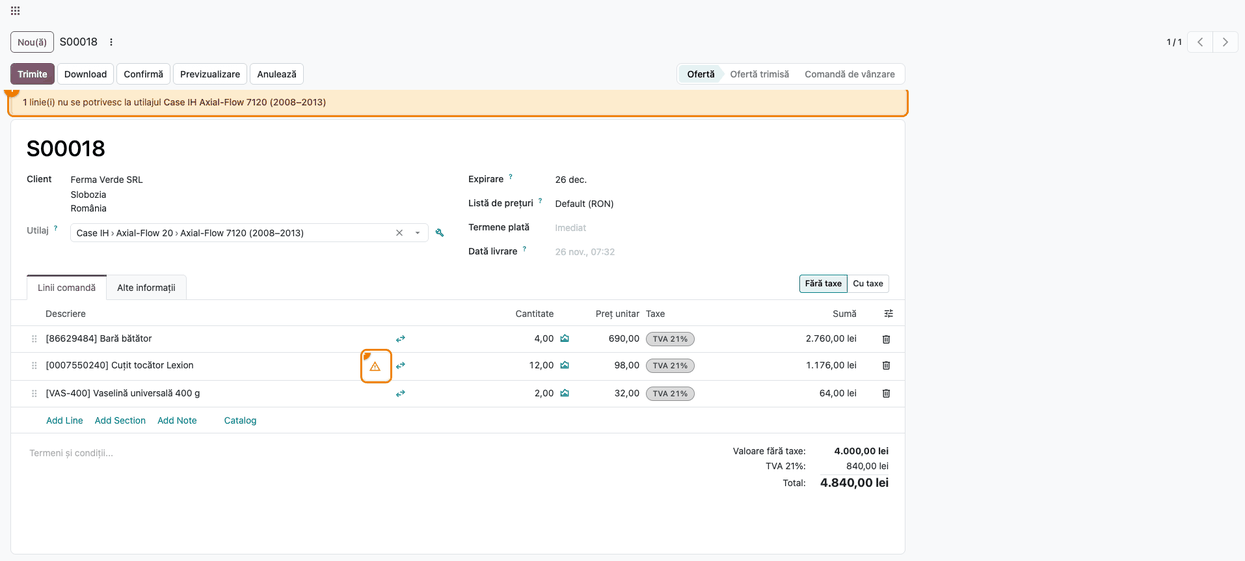 Nou(ă) S00018 1 / 1
Trimite Download Confirmă Previzualizare Anulează Ofertă Ofertă trimisă Comandă de vânzare
1 linie(i) nu se potrivesc la utilajul Case IH Axial-Flow 7120 (2008–2013)
S00018
Client Ferma Verde SRL
Slobozia
România
Utilaj ? Case IH › Axial-Flow 20 › Axial-Flow 7120 (2008–2013)
Expirare ? 26 dec.
Listă de prețuri ? Default (RON)
Termene plată Imediat
Dată livrare ? 26 nov., 07:32
Linii comandă Alte informații Fără taxe Cu taxe
Descriere Cantitate Preț unitar Taxe Sumă
[86629484] Bară bătător 4,00 690,00 TVA 21% 2.760,00 lei
[0007550240] Cuțit tocător Lexion 12,00 98,00 TVA 21% 1.176,00 lei
[VAS-400] Vaselină universală 400 g 2,00 32,00 TVA 21% 64,00 lei
Add Line Add Section Add Note Catalog
Termeni și condiții...
Valoare fără taxe: 4.000,00 lei
TVA 21%: 840,00 lei
Total: 4.840,00 lei